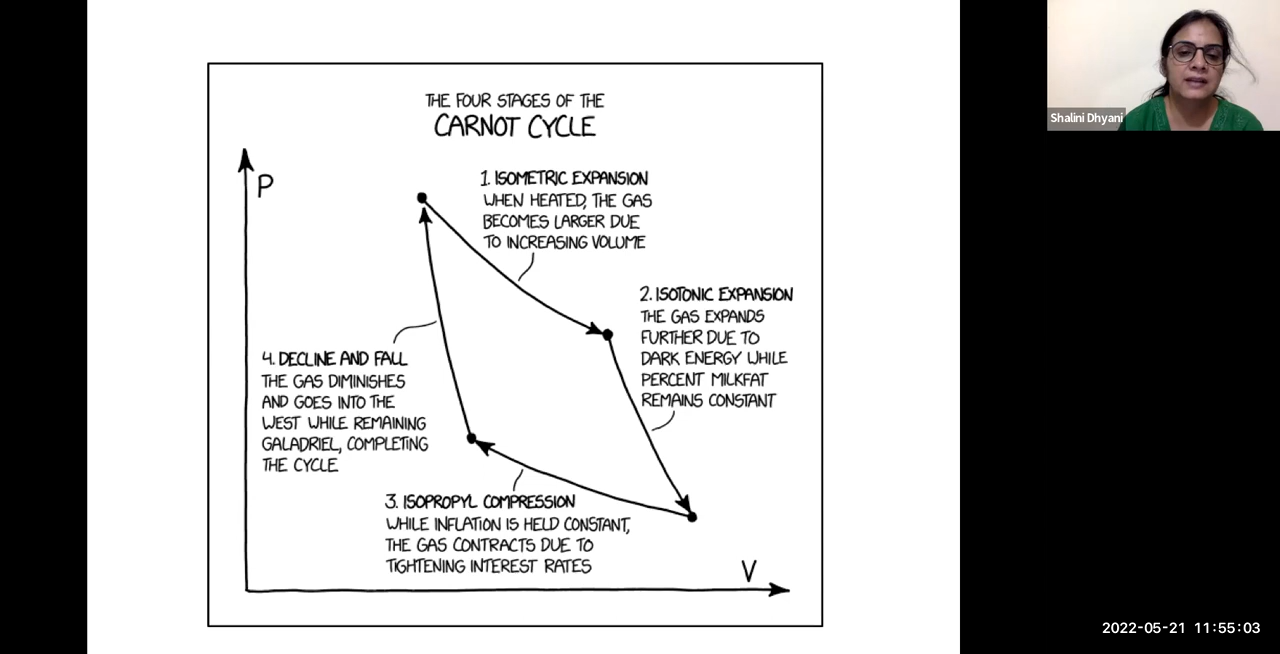 THE FOUR STAGES OF THE
CARNOT CYCLE
P
1. ISOMETRIC EXPANSION
WHEN HEATED, THE GAS
BECOMES LARGER DUE
TO INCREASING VOLUME
2. ISOTONIC EXPANSION
THE GAS EXPANDS
FURTHER DUE TO
DARK ENERGY WHILE
PERCENT MILKFAT
REMAINS CONSTANT
4. DECLINE AND FALL
THE GAS DIMINISHES
AND GOES INTO THE
WEST WHILE REMAINING
GALADRIEL, COMPLETING
THE CYCLE
3. ISOPROPYL COMPRESSION
WHILE INFLATION IS HELD CONSTANT,
THE GAS CONTRACTS DUE TO
TIGHTENING INTEREST RATES
V
Shalini Dhyani
2022-05-21 11:55:03